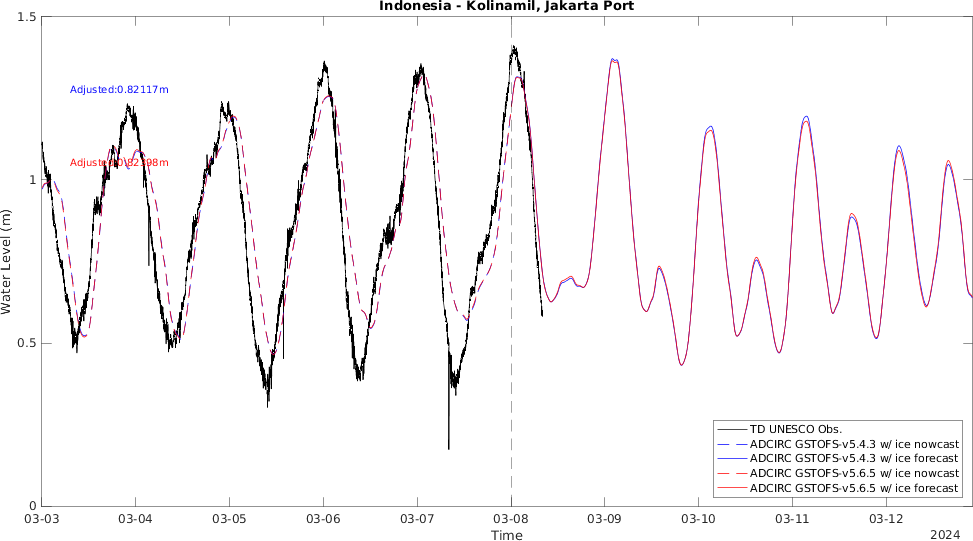 Indonesia - Kolinamil, Jakarta Port
1.5
1
0.5
0
Water Level (m)
Adjusted:0.82117m
Adjusted:0.82398m
TD UNESCO Obs.
ADCIRC GSTOFS-v5.4.3 w/ ice nowcast
ADCIRC GSTOFS-v5.4.3 w/ ice forecast
ADCIRC GSTOFS-v5.6.5 w/ ice nowcast
ADCIRC GSTOFS-v5.6.5 w/ ice forecast
03-03 03-04 03-05 03-06 03-07 03-08 03-09 03-10 03-11 03-12
Time
2024